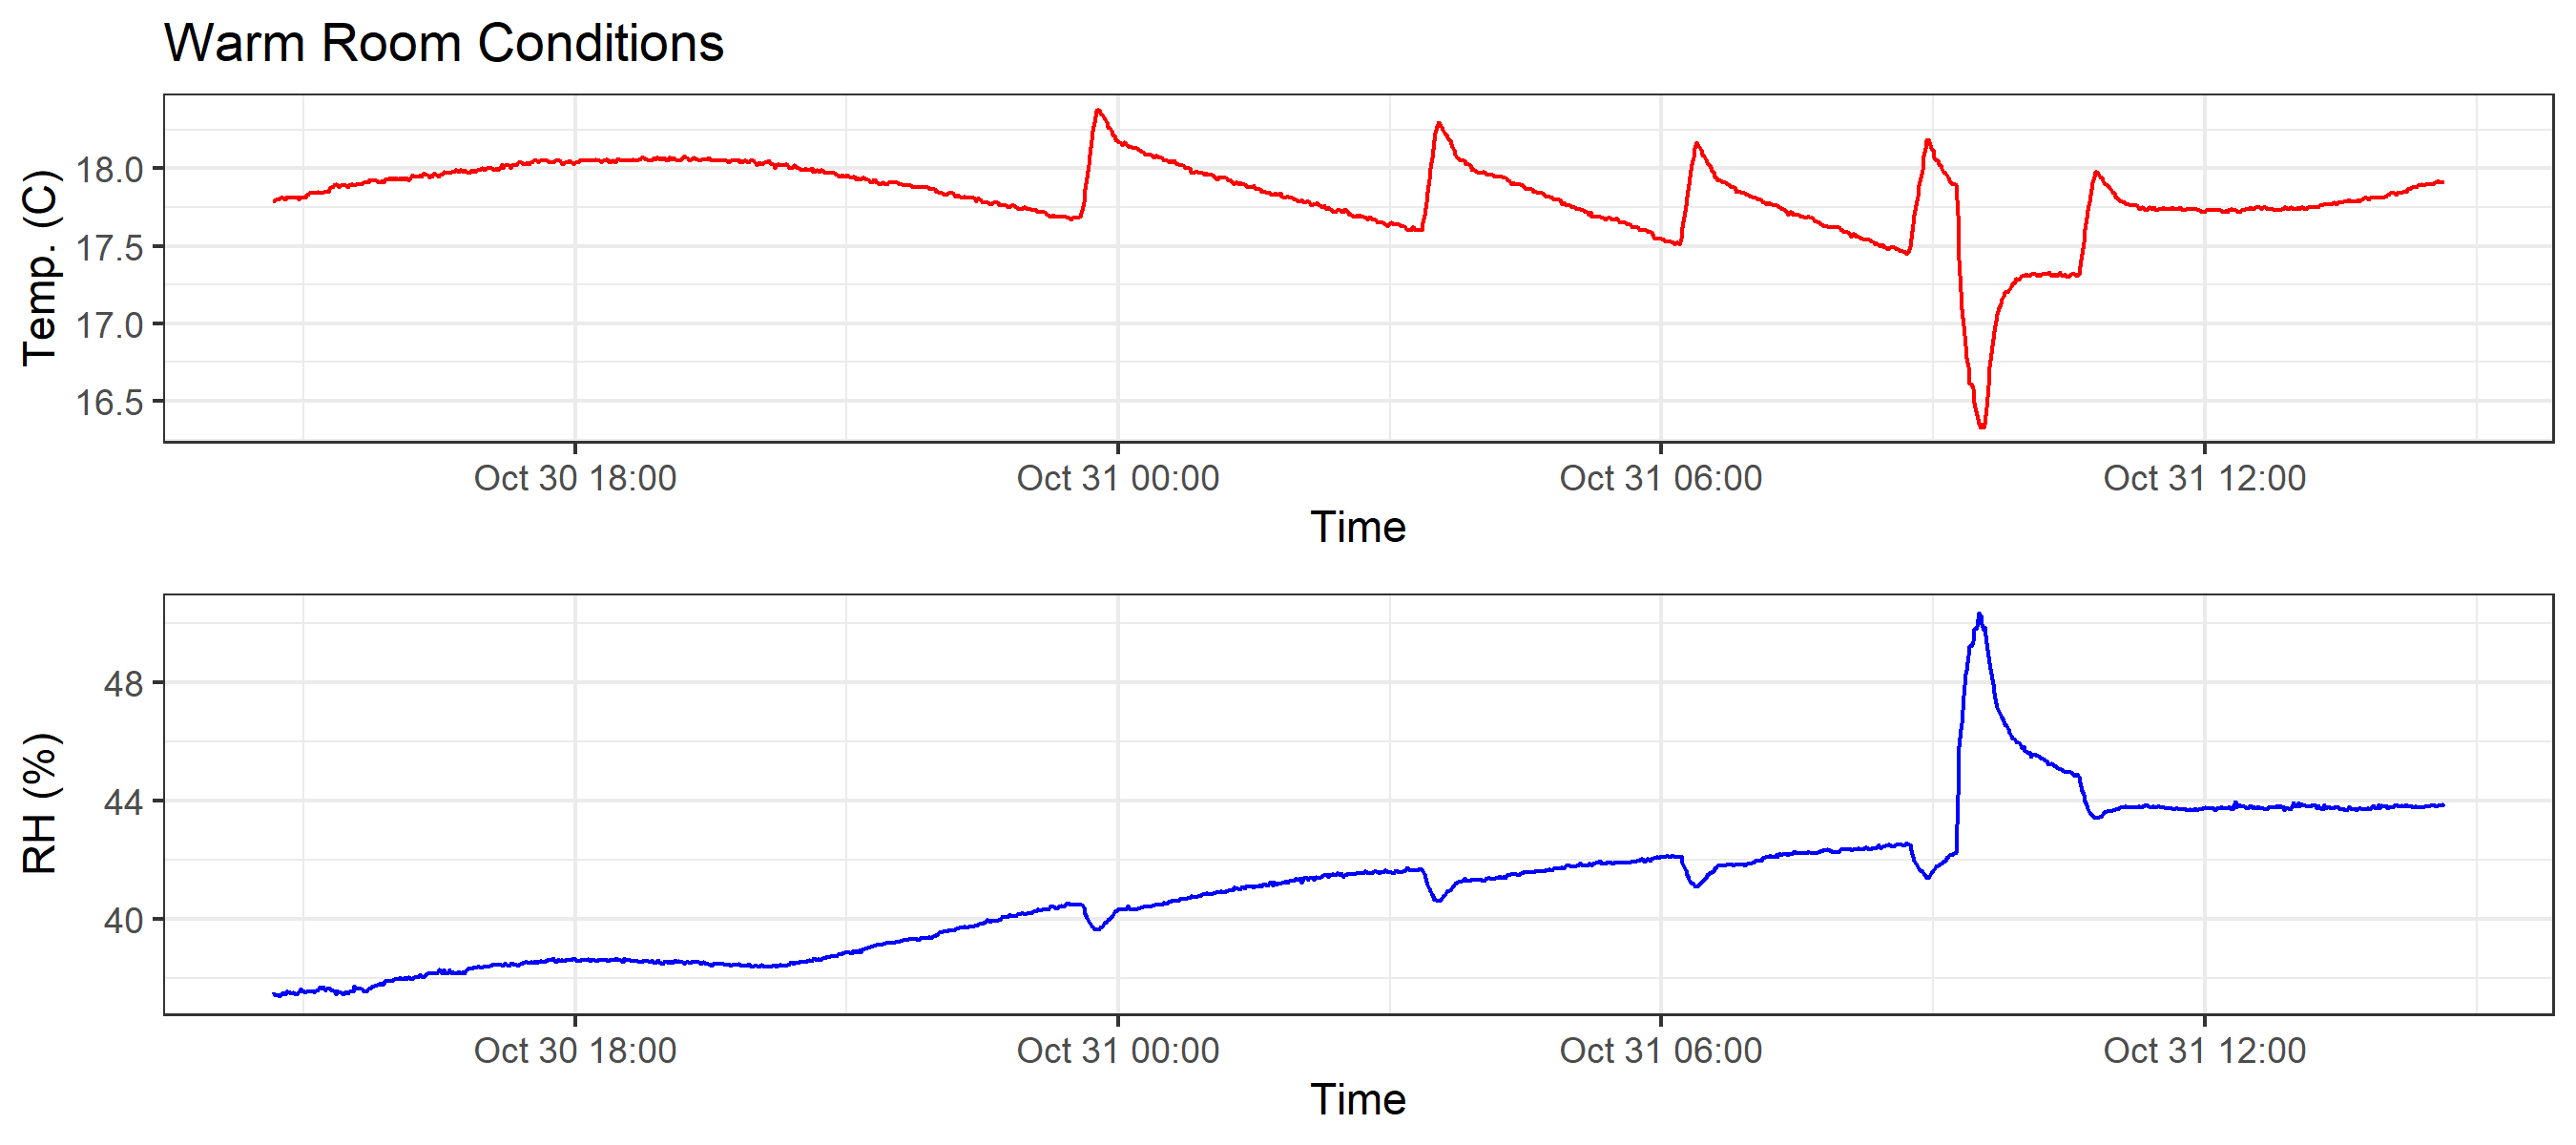 Warm Room Conditions
Temp. (C)
18.0
17.5
17.0
16.5
Oct 30 18:00 Oct 31 00:00 Oct 31 06:00 Oct 31 12:00
Time
RH (%)
48
44
40
Oct 30 18:00 Oct 31 00:00 Oct 31 06:00 Oct 31 12:00
Time